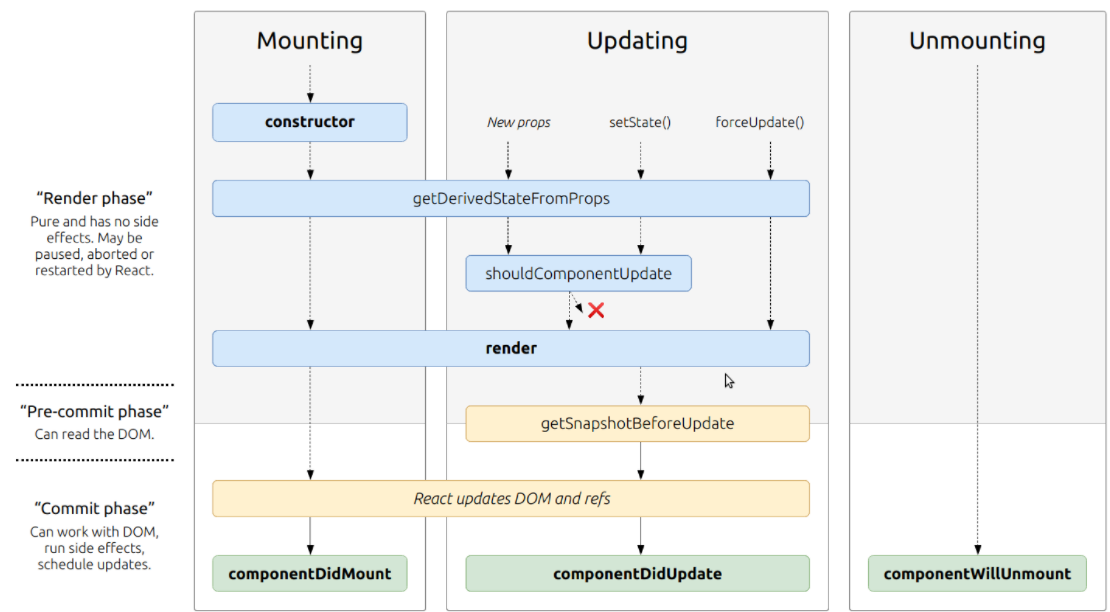 Mounting
Updating
Unmounting
constructor
New props
setState()
forceUpdate()
getDerivedStateFromProps
“Render phase”
Pure and has no side
effects. May be
paused, aborted or
restarted by React.
shouldComponentUpdate
render
“Pre-commit phase”
Can read the DOM.
getSnapshotBeforeUpdate
React updates DOM and refs
“Commit phase”
Can work with DOM,
run side effects,
schedule updates.
componentDidMount
componentDidUpdate
componentWillUnmount